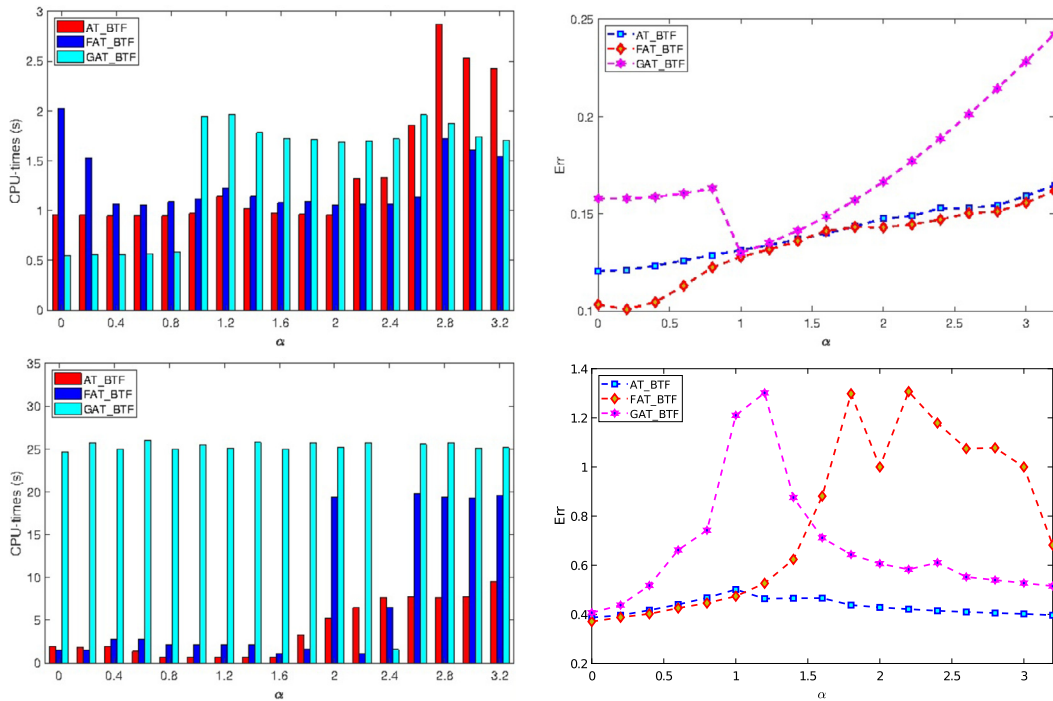 3
2.5
2
1.5
1
0.5
0
CPU-times (s)
AT_BTF
FAT_BTF
GAT_BTF
0 0.4 0.8 1.2 1.6 2 2.4 2.8 3.2
α
0.25
0.2
0.15
0.1
Err
AT_BTF
FAT_BTF
GAT_BTF
0 0.5 1 1.5 2 2.5 3
α
35
30
25
20
15
10
5
0
CPU-times (s)
AT_BTF
FAT_BTF
GAT_BTF
0 0.4 0.8 1.2 1.6 2 2.4 2.8 3.2
α
1.4
1.2
1
0.8
0.6
0.4
0.2
Err
AT_BTF
FAT_BTF
GAT_BTF
0 0.5 1 1.5 2 2.5 3
α